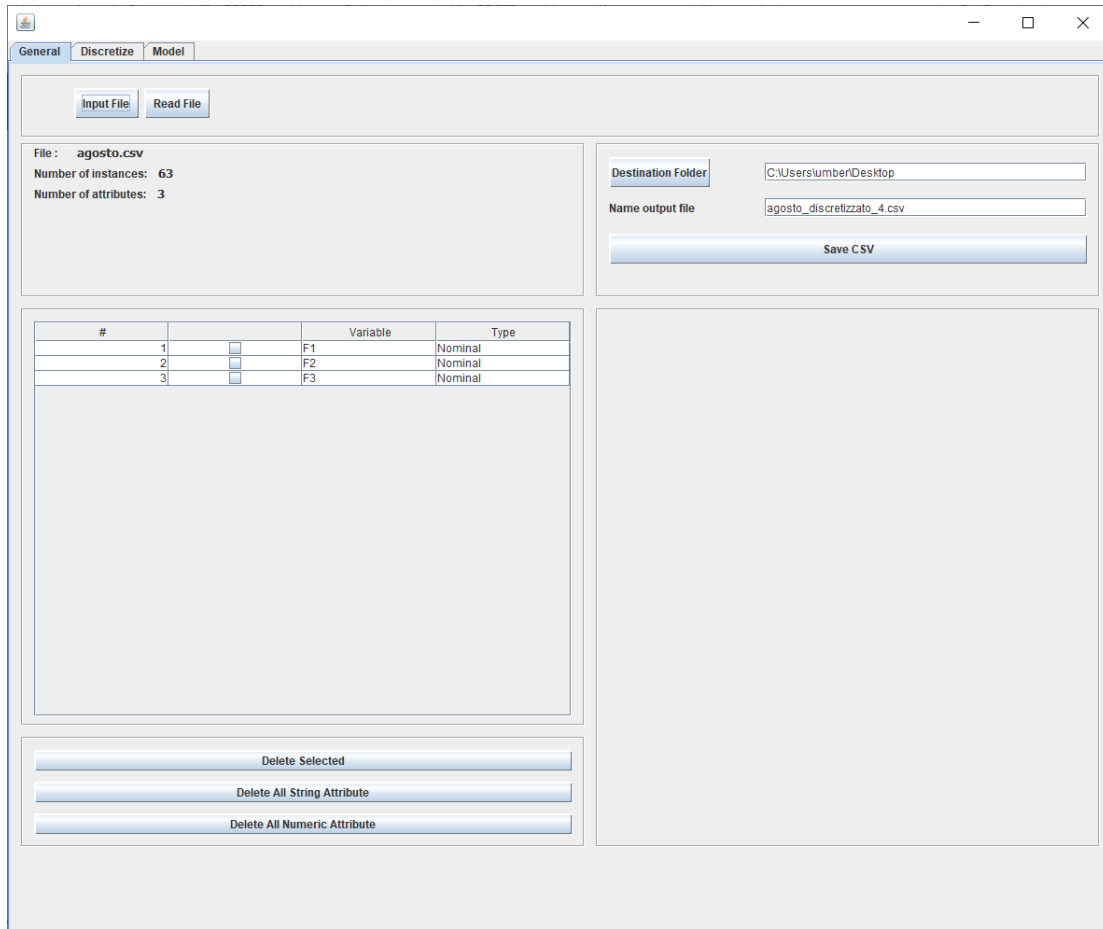 General Discretize Model
Input File Read File
File : agosto.csv
Number of instances: 63
Number of attributes: 3
Destination Folder C:\Users\umber\Desktop
Name output file agosto_discretizzato_4.csv
Save CSV
# Variable Type
1 F1 Nominal
2 F2 Nominal
3 F3 Nominal
Delete Selected
Delete All String Attribute
Delete All Numeric Attribute